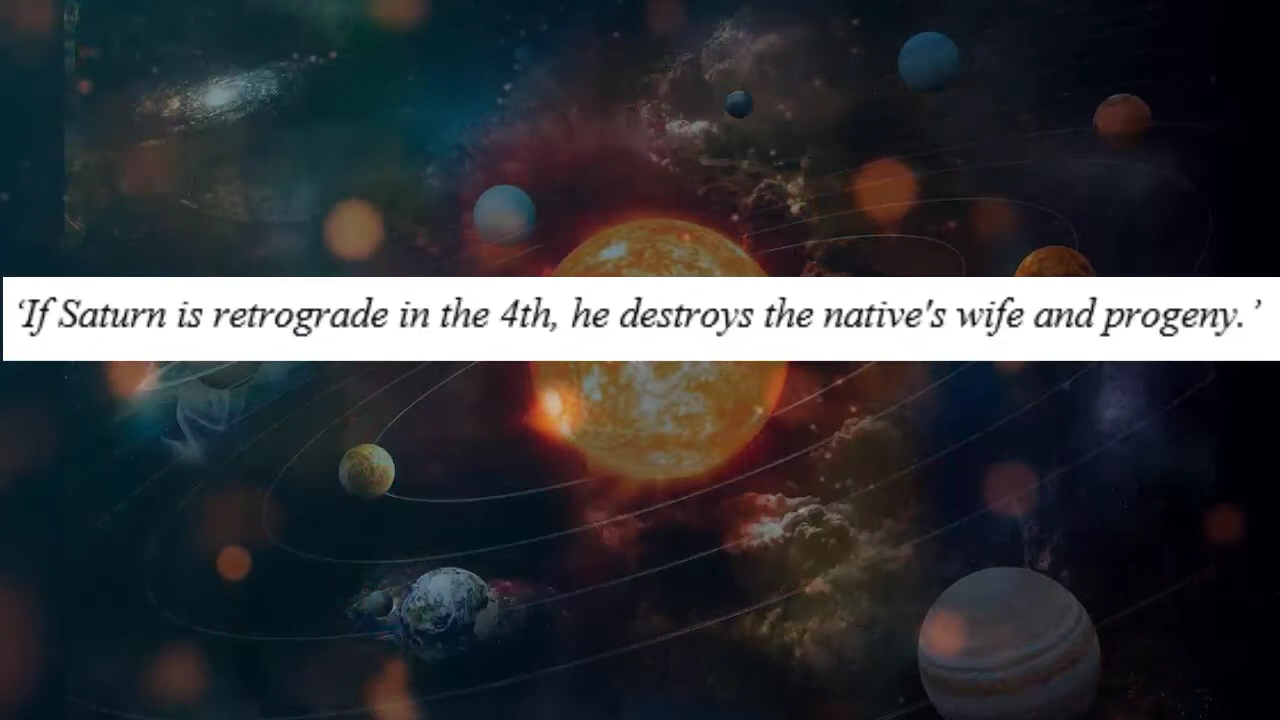 ‘If Saturn is retrograde in the 4th, he destroys the native's wife and progeny.’